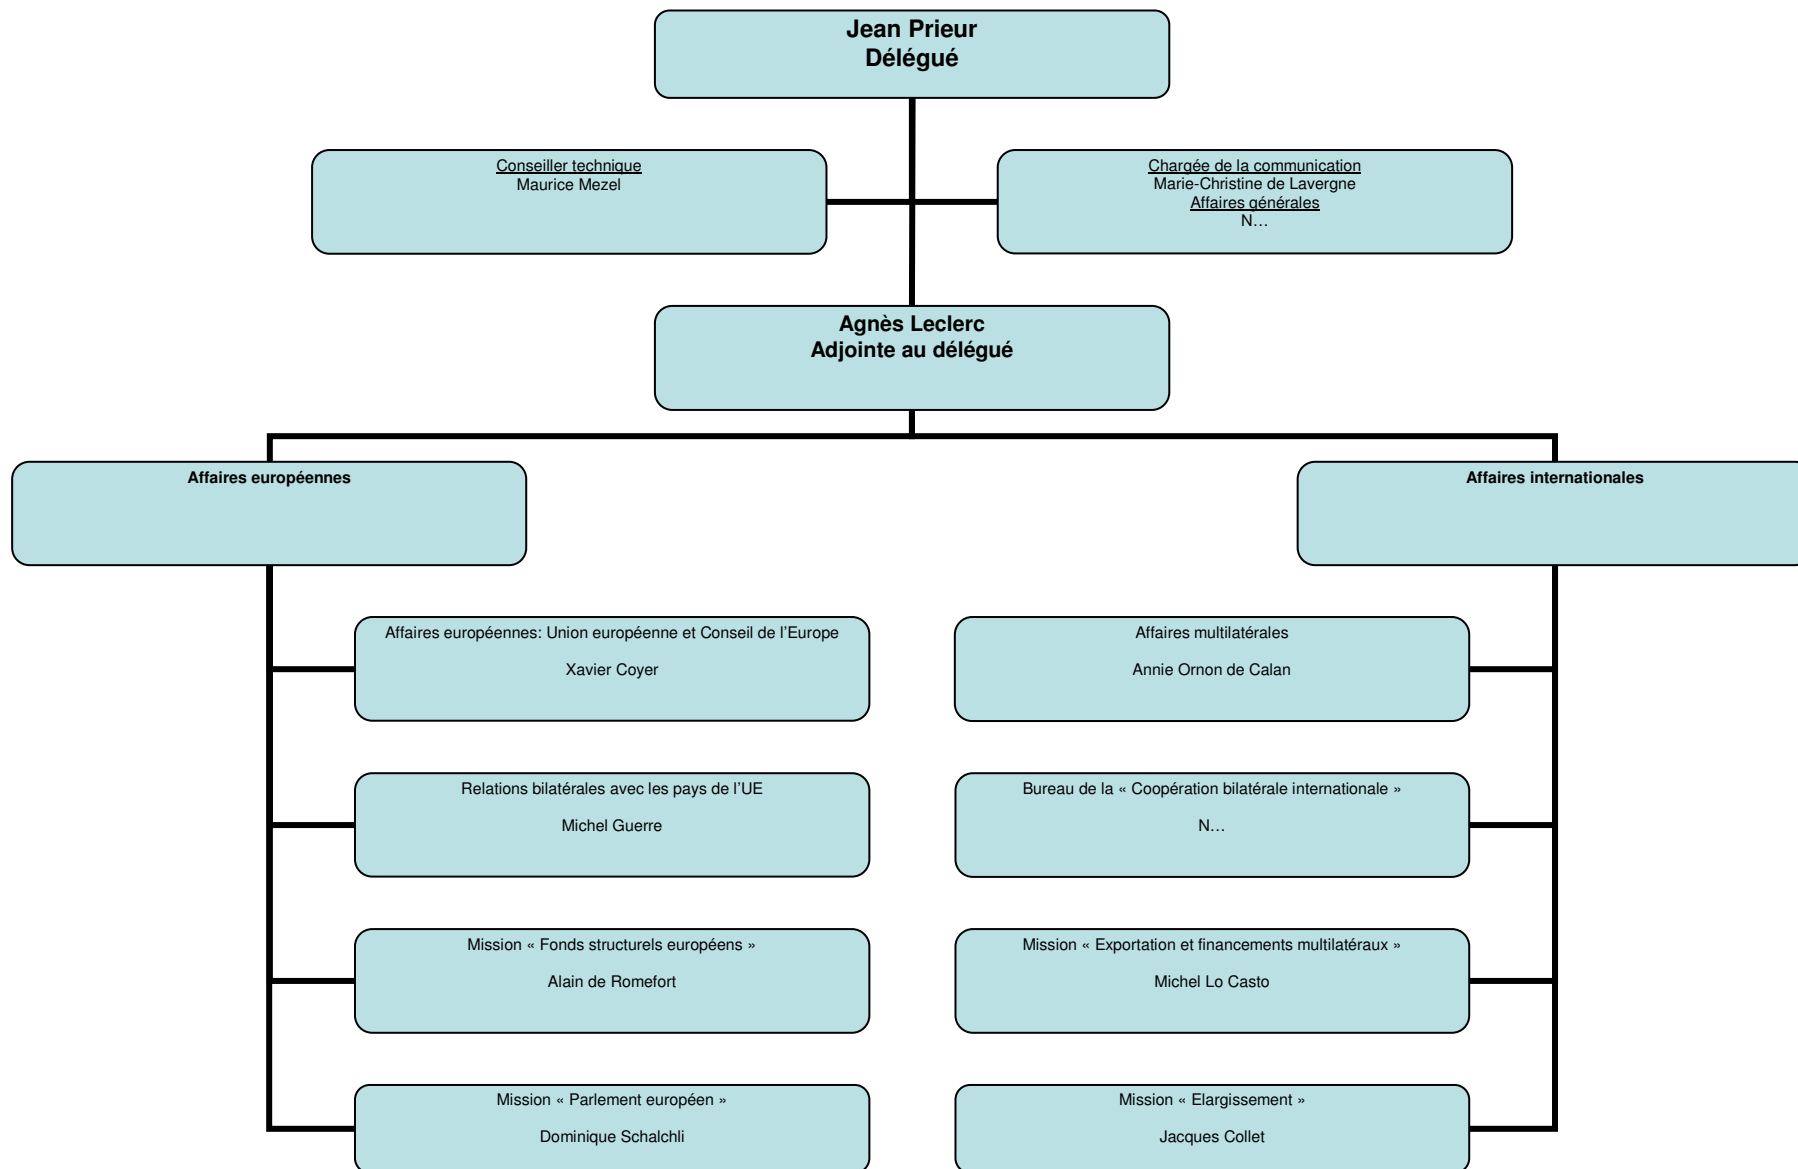 Jean Prieur
Délégué
Conseiller technique
Maurice Mezel
Chargée de la communication
Marie-Christine de Lavergne
Affaires générales
N…
Agnès Leclerc
Adjointe au délégué
Affaires européennes
Affaires internationales
Affaires européennes: Union européenne et Conseil de l’Europe
Xavier Coyer
Affaires multilatérales
Annie Ornon de Calan
Relations bilatérales avec les pays de l’UE
Michel Guerre
Bureau de la « Coopération bilatérale internationale »
N…
Mission « Fonds structurels européens »
Alain de Romefort
Mission « Exportation et financements multilatéraux »
Michel Lo Casto
Mission « Parlement européen »
Dominique Schalchli
Mission « Elargissement »
Jacques Collet